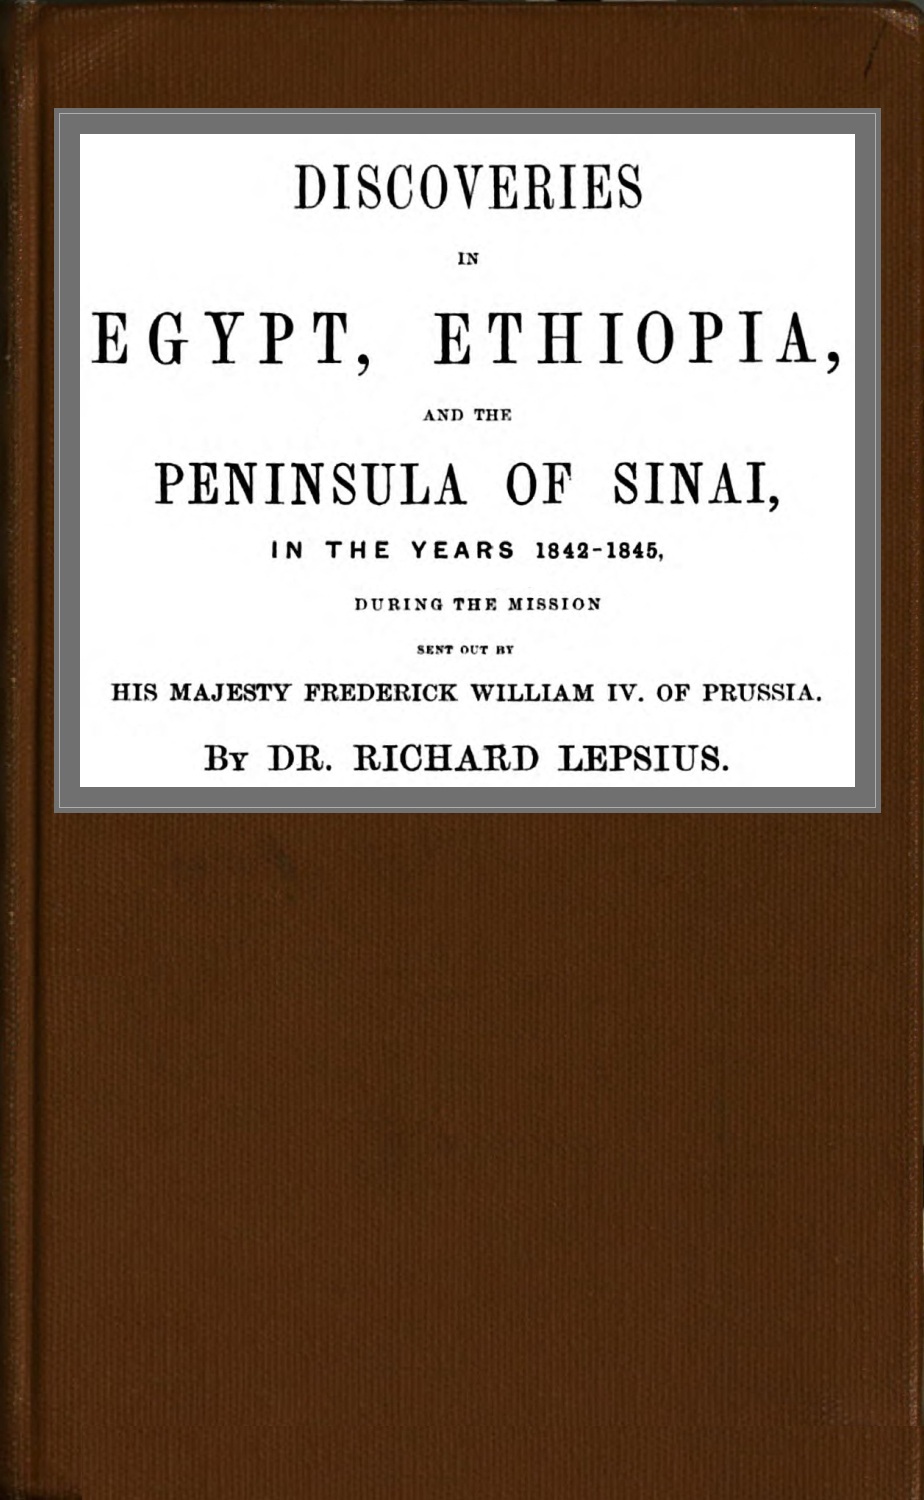 DISCOVERIES
IN
EGYPT, ETHIOPIA,
AND THE
PENINSULA OF SINAI,
IN THE YEARS 1842-1845,
DURING THE MISSION
SENT OUT BY
HIS MAJESTY FREDERICK WILLIAM IV. OF PRUSSIA.
By DR. RICHARD LEPSIUS.